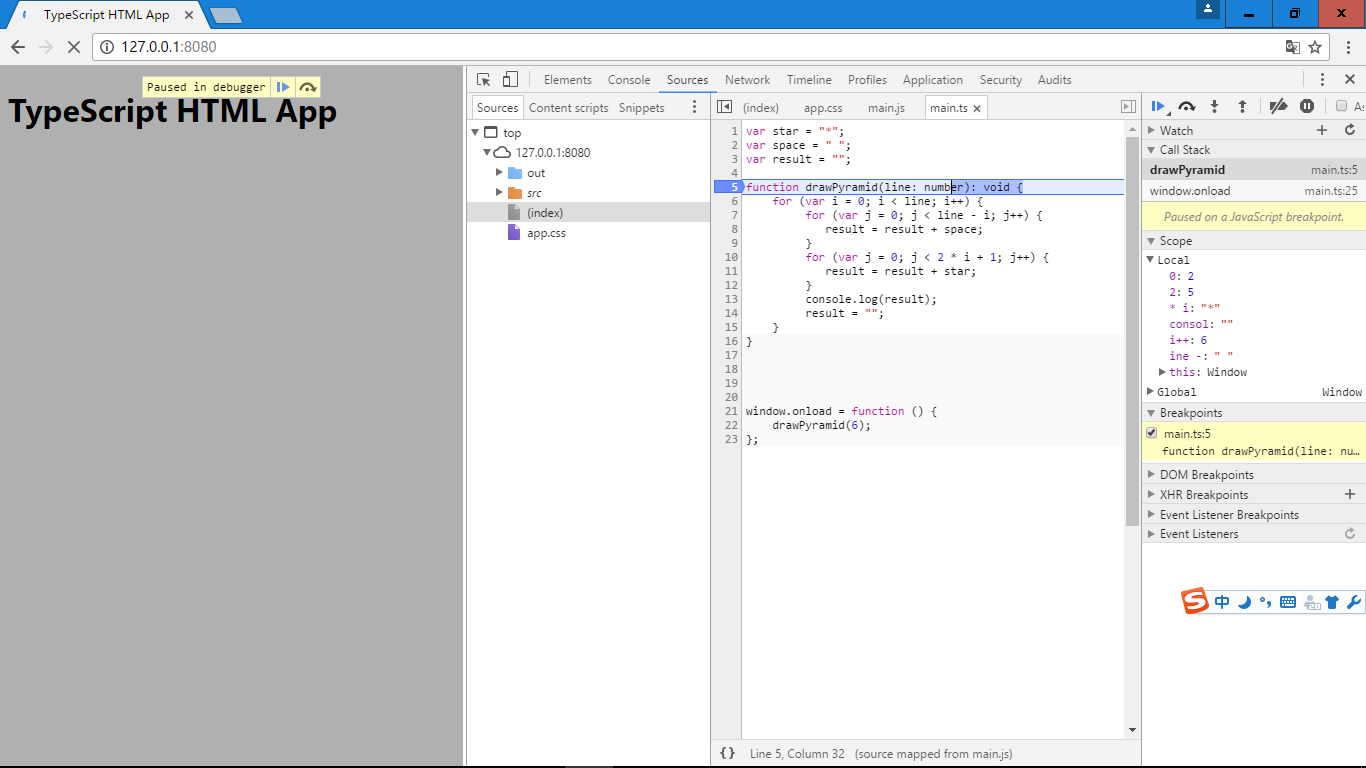 TypeScript HTML App
127.0.0.1:8080
Paused in debugger
TypeScript HTML App
Elements Console Sources Network Timeline Profiles Application Security Audits
Sources Content scripts Snippets
top
127.0.0.1:8080
out
src
(index)
app.css
(index) app.css main.js main.ts
1 var star = "*";
2 var space = " ";
3 var result = "";
4
5 function drawPyramid(line: number): void {
6 for (var i = 0; i < line; i++) {
7 for (var j = 0; j < line - i; j++) {
8 result = result + space;
9 }
10 for (var j = 0; j < 2 * i + 1; j++) {
11 result = result + star;
12 }
13 console.log(result);
14 result = "";
15 }
16 }
17
18
19
20
21 window.onload = function () {
22 drawPyramid(6);
23 };
{} Line 5, Column 32 (source mapped from main.js)
As
Watch
Call Stack
drawPyramid main.ts:5
window.onload main.ts:25
Paused on a JavaScript breakpoint.
Scope
Local
0: 2
2: 5
* i: "*"
consol: ""
i++: 6
ine -: " "
this: Window
Global Window
Breakpoints
main.ts:5
function drawPyramid(line: nu…
DOM Breakpoints
XHR Breakpoints
Event Listener Breakpoints
Event Listeners
S 中